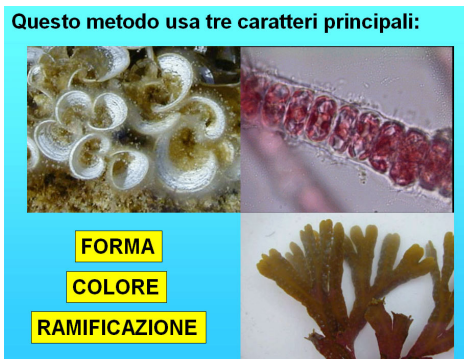 Questo metodo usa tre caratteri principali:
FORMA
COLORE
RAMIFICAZIONE